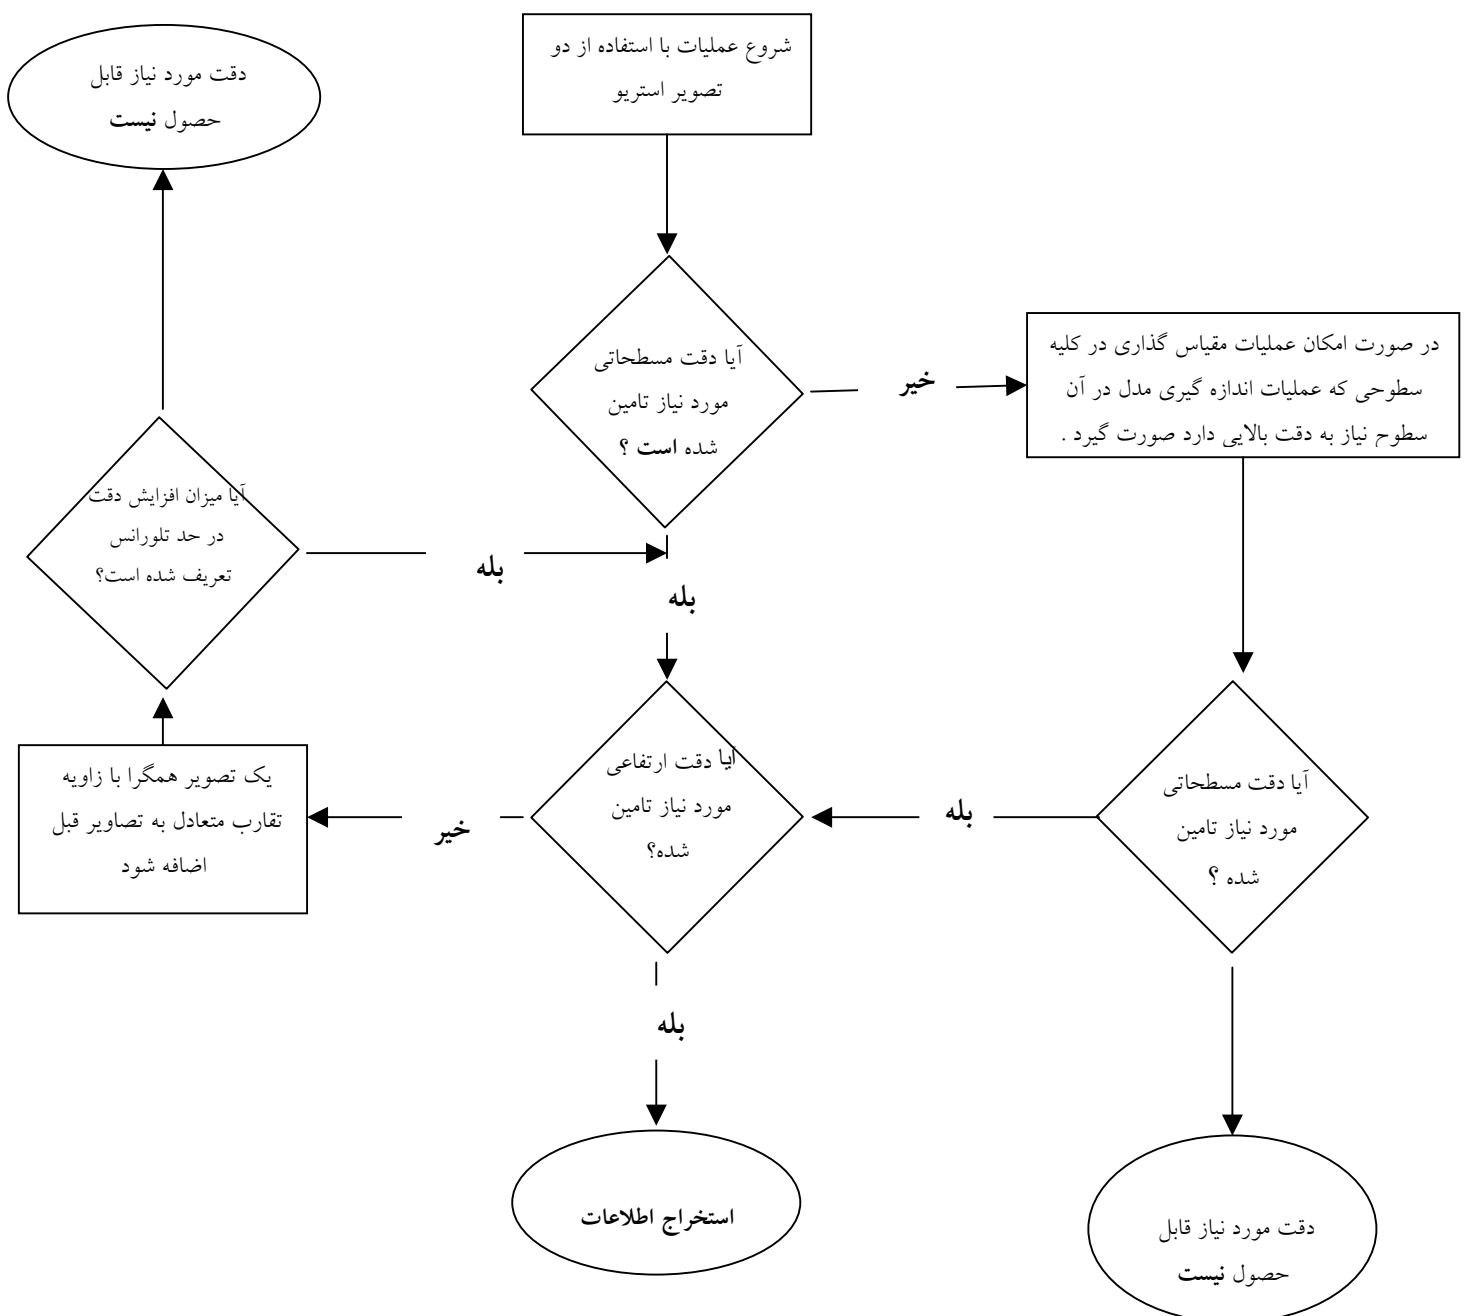 شروع عملیات با استفاده از دو
تصویر استریو
دقت مورد نیاز قابل
حصول نیست
آیا دقت مسطحاتی
مورد نیاز تامین
شده است ؟
خیر
در صورت امکان عملیات مقیاس گذاری در کلیه
سطوحی که عملیات اندازه گیری مدل در آن
سطوح نیاز به دقت بالایی دارد صورت گیرد .
آیا میزان افزایش دقت
در حد تلورانس
تعریف شده است؟
بله
بله
آیا دقت ارتفاعی
مورد نیاز تامین
شده؟
آیا دقت مسطحاتی
مورد نیاز تامین
شده ؟
بله
خیر
یک تصویر همگرا با زاویه
تقارب متعادل به تصاویر قبل
اضافه شود
بله
استخراج اطلاعات
دقت مورد نیاز قابل
حصول نیست